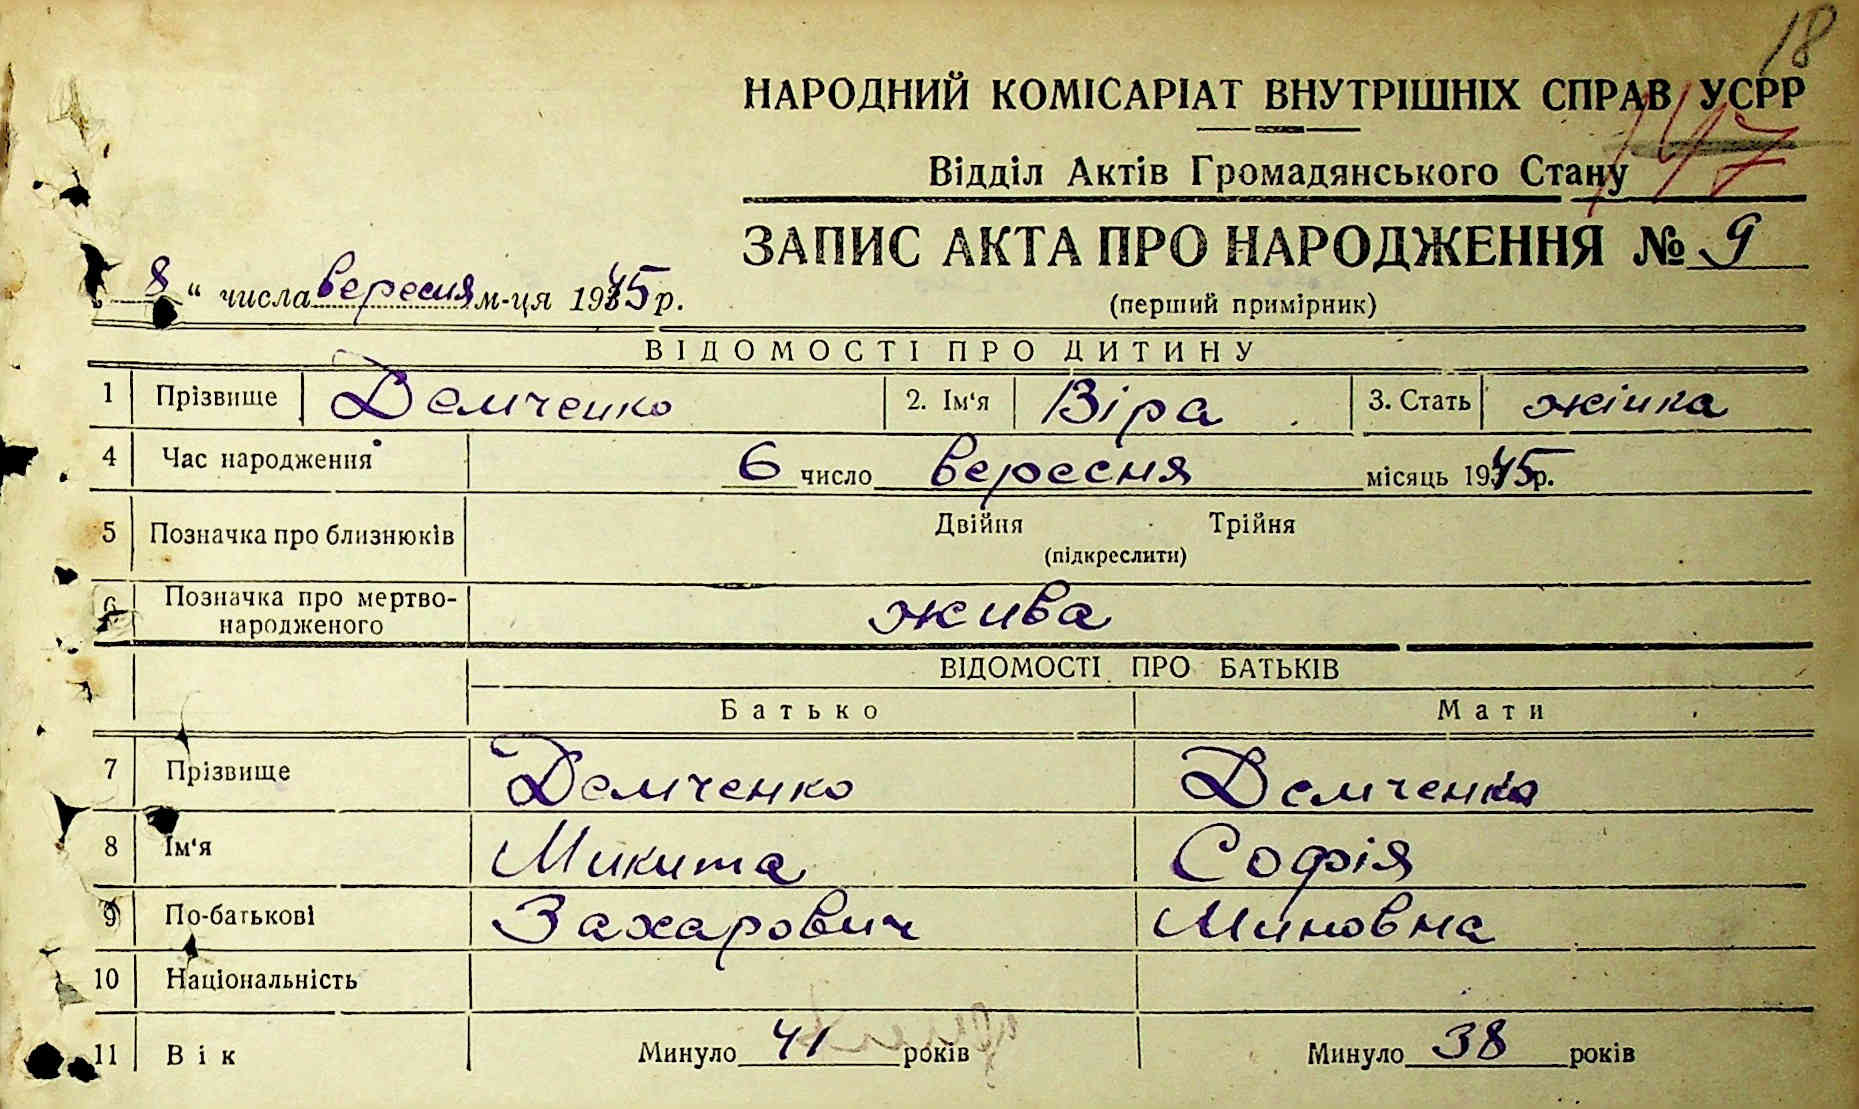 18
НАРОДНИЙ КОМІСАРІАТ ВНУТРІШНІХ СПРАВ УСРР
147
Відділ Актів Громадянського Стану
ЗАПИС АКТА ПРО НАРОДЖЕННЯ № 9
„ 8 “ числа вересня м-ця 1945 р.
(перший примірник)
ВІДОМОСТІ ПРО ДИТИНУ
1 Прізвище Демченко 2. Ім‘я Віра 3. Стать жінка
4 Час народження 6 число вересня місяць 1945 р.
5 Позначка про близнюків Двійня Трійня
(підкреслити)
6 Позначка про мертво- жива
народженого
ВІДОМОСТІ ПРО БАТЬКІВ
Батько Мати
7 Прізвище Демченко Демченко
8 Ім‘я Микита Софія
9 По-батькові Захарович Миновна
10 Національність
11 Вік Минуло 41 років Минуло 38 років